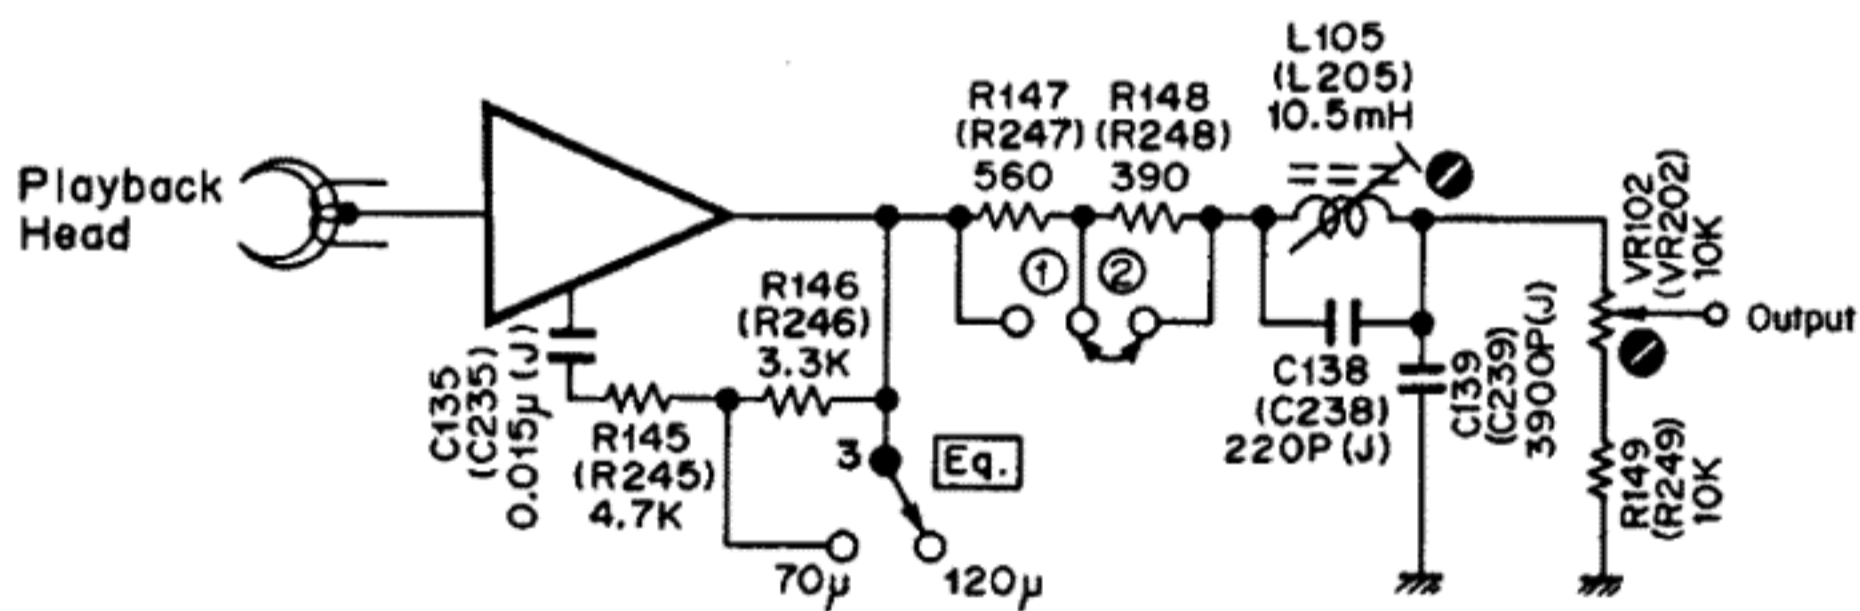 Playback
Head
C135
(C235)
0.015µ (J)
R145
(R245)
4.7K
R146
(R246)
3.3K
3
Eq.
70µ
120µ
R147
(R247)
560
R148
(R248)
390
①
②
L105
(L205)
10.5mH
C138
(C238)
220P (J)
C139
(C239)
3900P(J)
VR102
(VR202)
10K
Output
R149
(R249)
10K